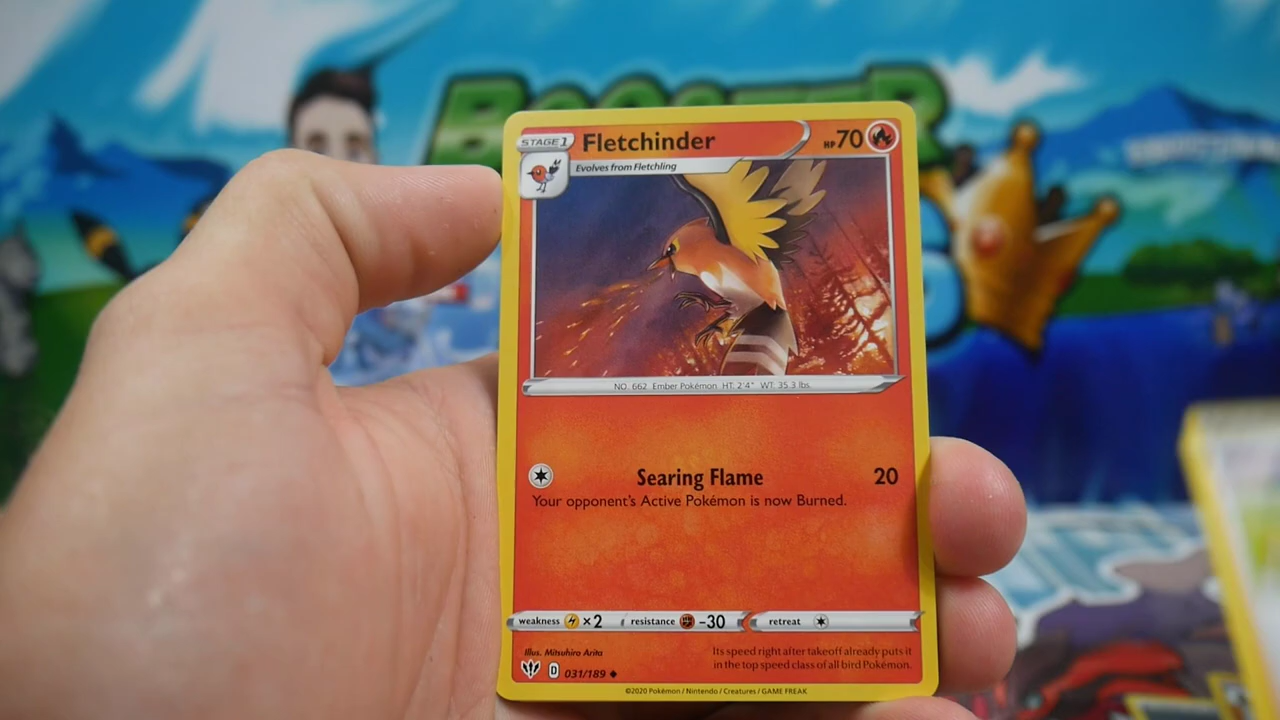 BOOSTER
STAGE 1
Fletchinder
HP 70
Evolves from Fletchling
NO. 662 Ember Pokémon HT: 2'4" WT: 35.3 lbs.
Searing Flame 20
Your opponent's Active Pokémon is now Burned.
weakness ×2 resistance -30 retreat
Illus. Mitsuhiro Arita
Its speed right after takeoff already puts it
in the top speed class of all bird Pokémon.
D 031/189
©2020 Pokémon / Nintendo / Creatures / GAME FREAK